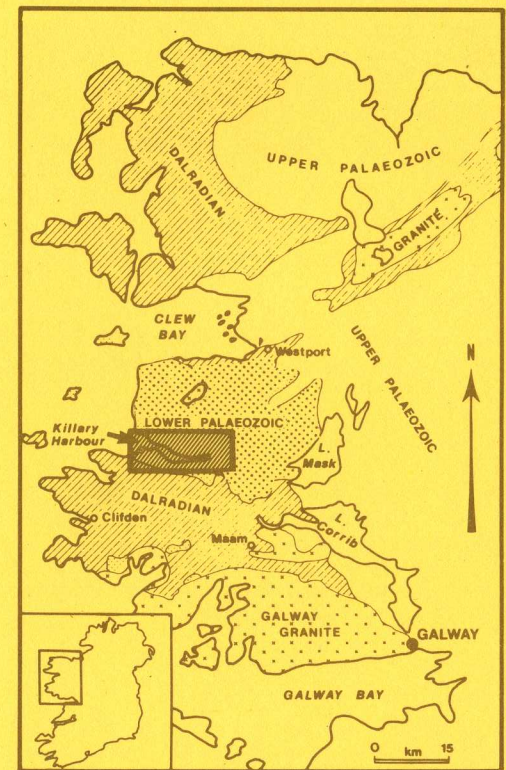 UPPER PALAEOZOIC
DALRADIAN
GRANITE
CLEW
BAY
Westport
UPPER PALAEOZOIC
N
Killary
Harbour
LOWER PALAEOZOIC
L.
Mask
DALRADIAN
Clifden
L.
Corrib
Maam
GALWAY
GRANITE
GALWAY
GALWAY BAY
0 km 15